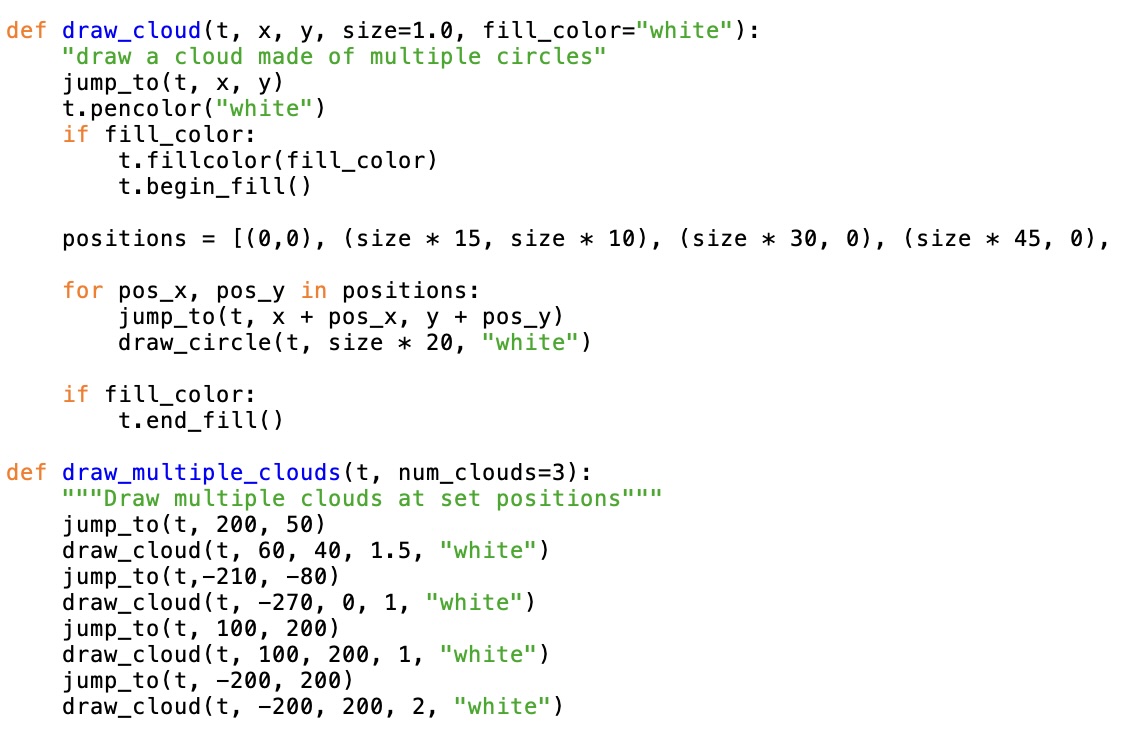 def draw_cloud(t, x, y, size=1.0, fill_color="white"):
    "draw a cloud made of multiple circles"
    jump_to(t, x, y)
    t.pencolor("white")
    if fill_color:
        t.fillcolor(fill_color)
        t.begin_fill()

    positions = [(0,0), (size * 15, size * 10), (size * 30, 0), (size * 45, 0),

    for pos_x, pos_y in positions:
        jump_to(t, x + pos_x, y + pos_y)
        draw_circle(t, size * 20, "white")

    if fill_color:
        t.end_fill()

def draw_multiple_clouds(t, num_clouds=3):
    """Draw multiple clouds at set positions"""
    jump_to(t, 200, 50)
    draw_cloud(t, 60, 40, 1.5, "white")
    jump_to(t,-210, -80)
    draw_cloud(t, -270, 0, 1, "white")
    jump_to(t, 100, 200)
    draw_cloud(t, 100, 200, 1, "white")
    jump_to(t, -200, 200)
    draw_cloud(t, -200, 200, 2, "white")